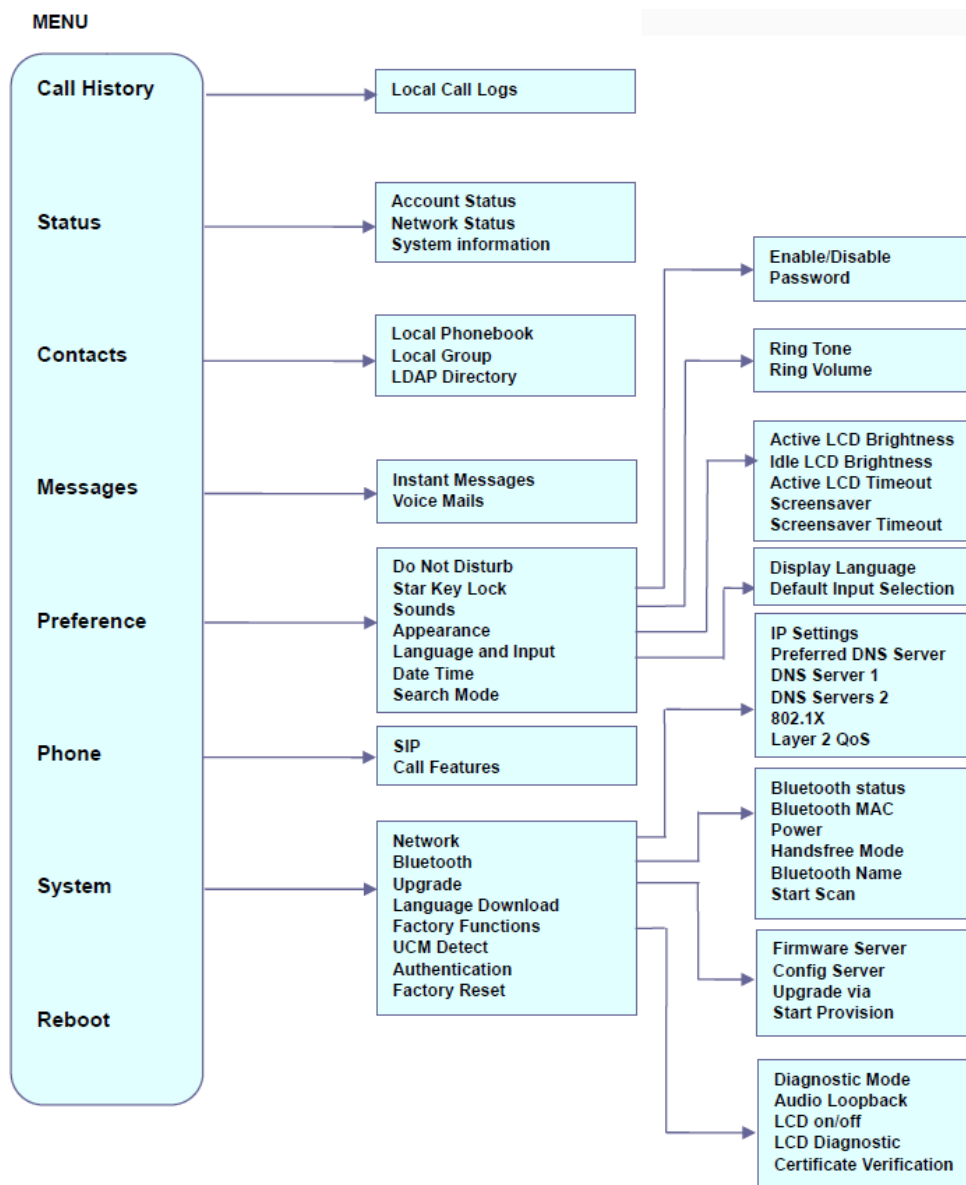 MENU
Call History
Local Call Logs
Status
Account Status
Network Status
System information
Enable/Disable
Password
Contacts
Local Phonebook
Local Group
LDAP Directory
Ring Tone
Ring Volume
Messages
Instant Messages
Voice Mails
Active LCD Brightness
Idle LCD Brightness
Active LCD Timeout
Screensaver
Screensaver Timeout
Preference
Do Not Disturb
Star Key Lock
Sounds
Appearance
Language and Input
Date Time
Search Mode
Display Language
Default Input Selection
IP Settings
Preferred DNS Server
DNS Server 1
DNS Servers 2
802.1X
Layer 2 QoS
Phone
SIP
Call Features
System
Network
Bluetooth
Upgrade
Language Download
Factory Functions
UCM Detect
Authentication
Factory Reset
Bluetooth status
Bluetooth MAC
Power
Handsfree Mode
Bluetooth Name
Start Scan
Firmware Server
Config Server
Upgrade via
Start Provision
Reboot
Diagnostic Mode
Audio Loopback
LCD on/off
LCD Diagnostic
Certificate Verification